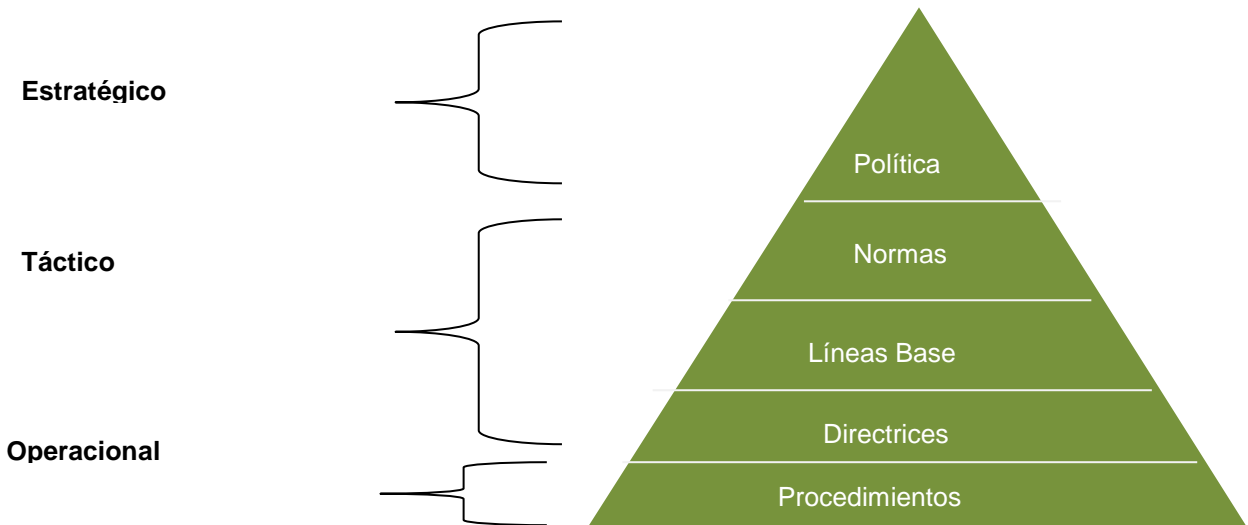 Estratégico
Política
Táctico
Normas
Líneas Base
Directrices
Operacional
Procedimientos